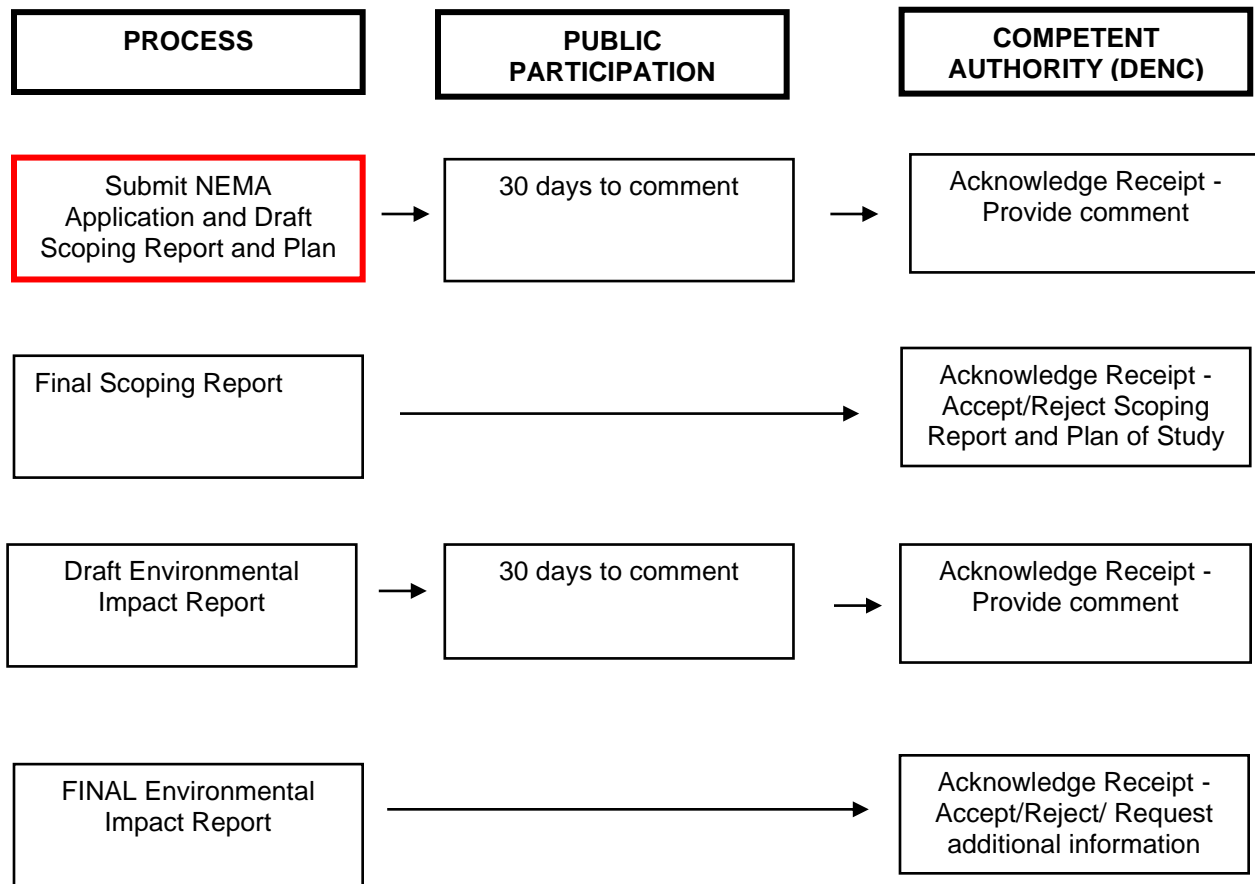 PROCESS
PUBLIC
PARTICIPATION
COMPETENT
AUTHORITY (DENC)
Submit NEMA
Application and Draft
Scoping Report and Plan
30 days to comment
Acknowledge Receipt -
Provide comment
Final Scoping Report
Acknowledge Receipt -
Accept/Reject Scoping
Report and Plan of Study
Draft Environmental
Impact Report
30 days to comment
Acknowledge Receipt -
Provide comment
FINAL Environmental
Impact Report
Acknowledge Receipt -
Accept/Reject/ Request
additional information